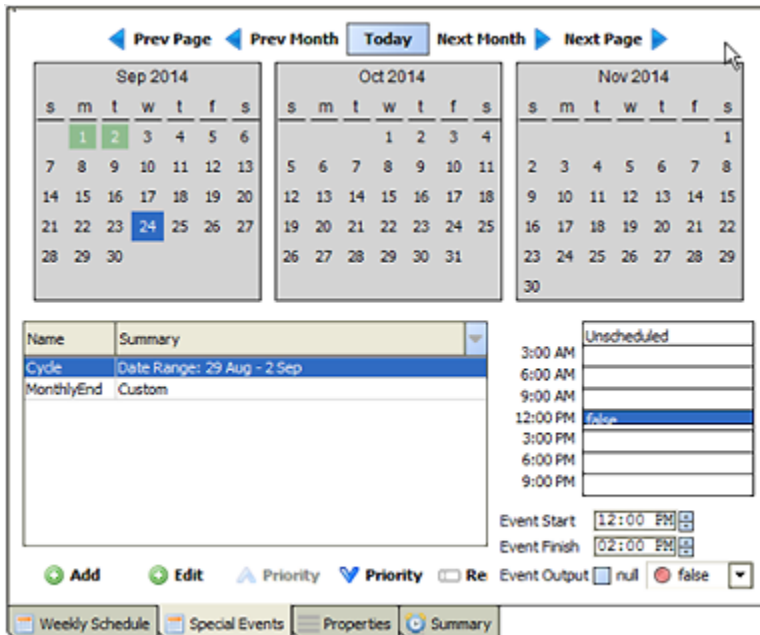 Prev Page Prev Month Today Next Month Next Page
Sep 2014
s m t w t f s
1 2 3 4 5 6
7 8 9 10 11 12 13
14 15 16 17 18 19 20
21 22 23 24 25 26 27
28 29 30
Oct 2014
s m t w t f s
1 2 3 4
5 6 7 8 9 10 11
12 13 14 15 16 17 18
19 20 21 22 23 24 25
26 27 28 29 30 31
Nov 2014
s m t w t f s
1
2 3 4 5 6 7 8
9 10 11 12 13 14 15
16 17 18 19 20 21 22
23 24 25 26 27 28 29
30
Name Summary
Cycle Date Range: 29 Aug - 2 Sep
MonthlyEnd Custom
Unscheduled
3:00 AM
6:00 AM
9:00 AM
12:00 PM false
3:00 PM
6:00 PM
9:00 PM
Event Start 12:00 PM
Event Finish 02:00 PM
Event Output null false
Add Edit Priority Priority Re
Weekly Schedule Special Events Properties Summary